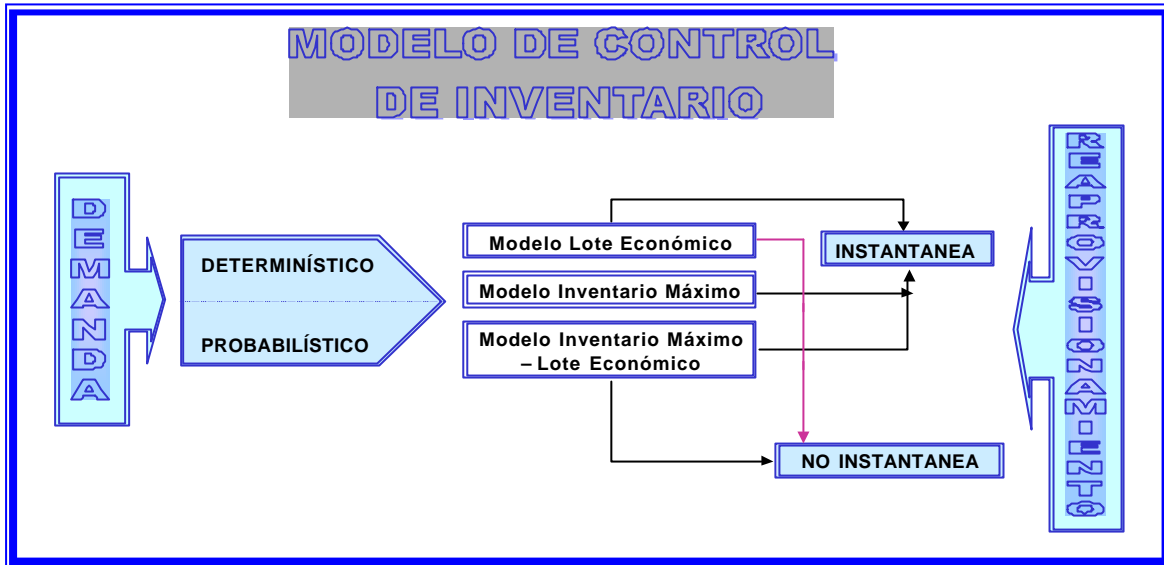 MODELO DE CONTROL
DE INVENTARIO
DEMANDA
DETERMINÍSTICO
PROBABILÍSTICO
Modelo Lote Económico
Modelo Inventario Máximo
Modelo Inventario Máximo
– Lote Económico
INSTANTANEA
NO INSTANTANEA
REAPROVISIONAMIENTO